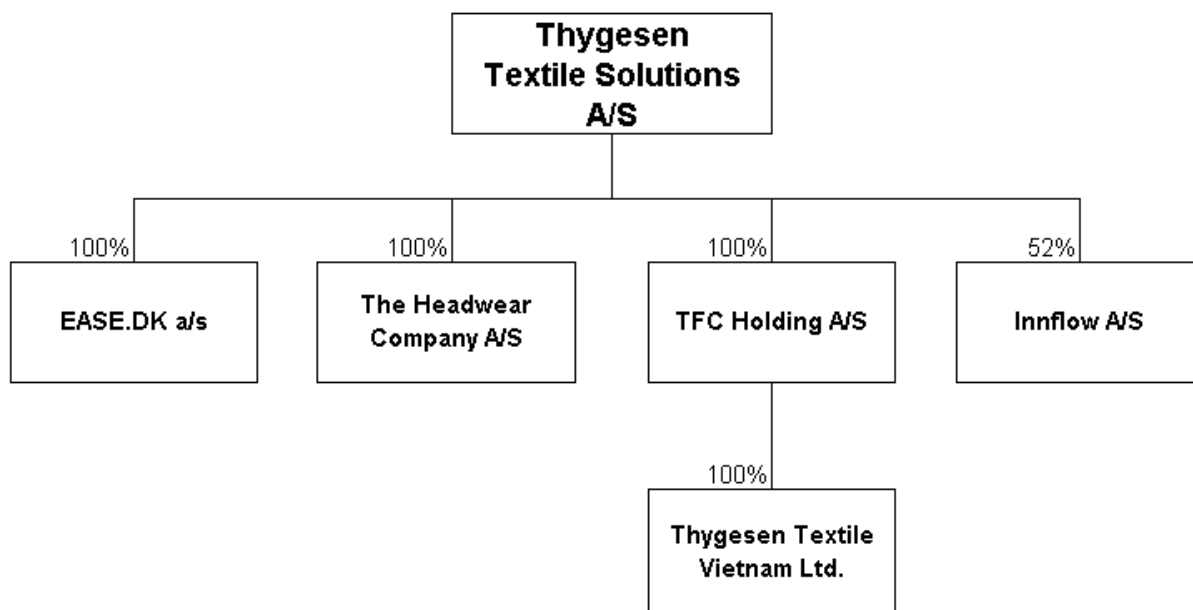 Thygesen
Textile Solutions
A/S
100%
100%
100%
52%
EASE.DK a/s
The Headwear
Company A/S
TFC Holding A/S
Innflow A/S
100%
Thygesen Textile
Vietnam Ltd.